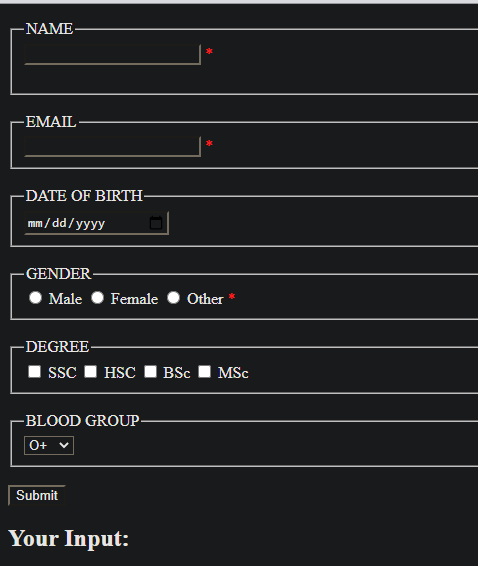 NAME
*
EMAIL
*
DATE OF BIRTH
mm/dd/yyyy
GENDER
Male Female Other *
DEGREE
SSC HSC BSc MSc
BLOOD GROUP
O+
Submit
Your Input: